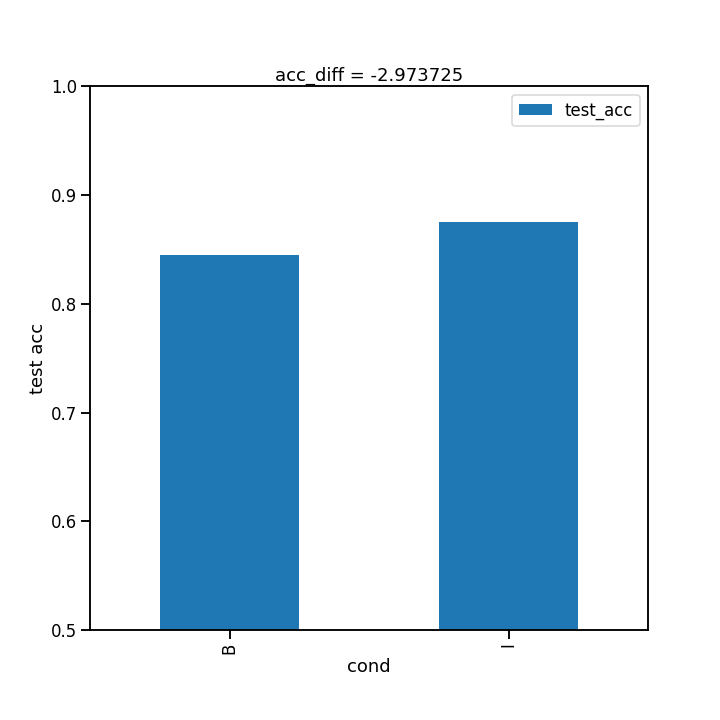 acc_diff = -2.973725
1.0
test_acc
0.9
0.8
0.7
0.6
0.5
test acc
B
I
cond